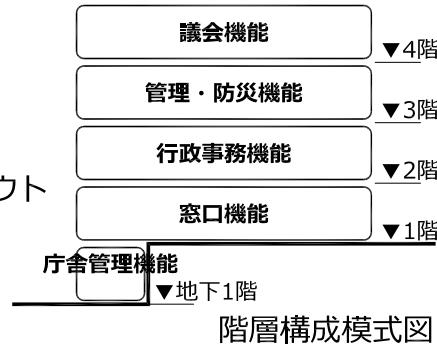 議会機能
▼4階
管理・防災機能
▼3階
行政事務機能
▼2階
ウト
窓口機能
▼1階
庁舎管理機能
▼地下1階
階層構成模式図